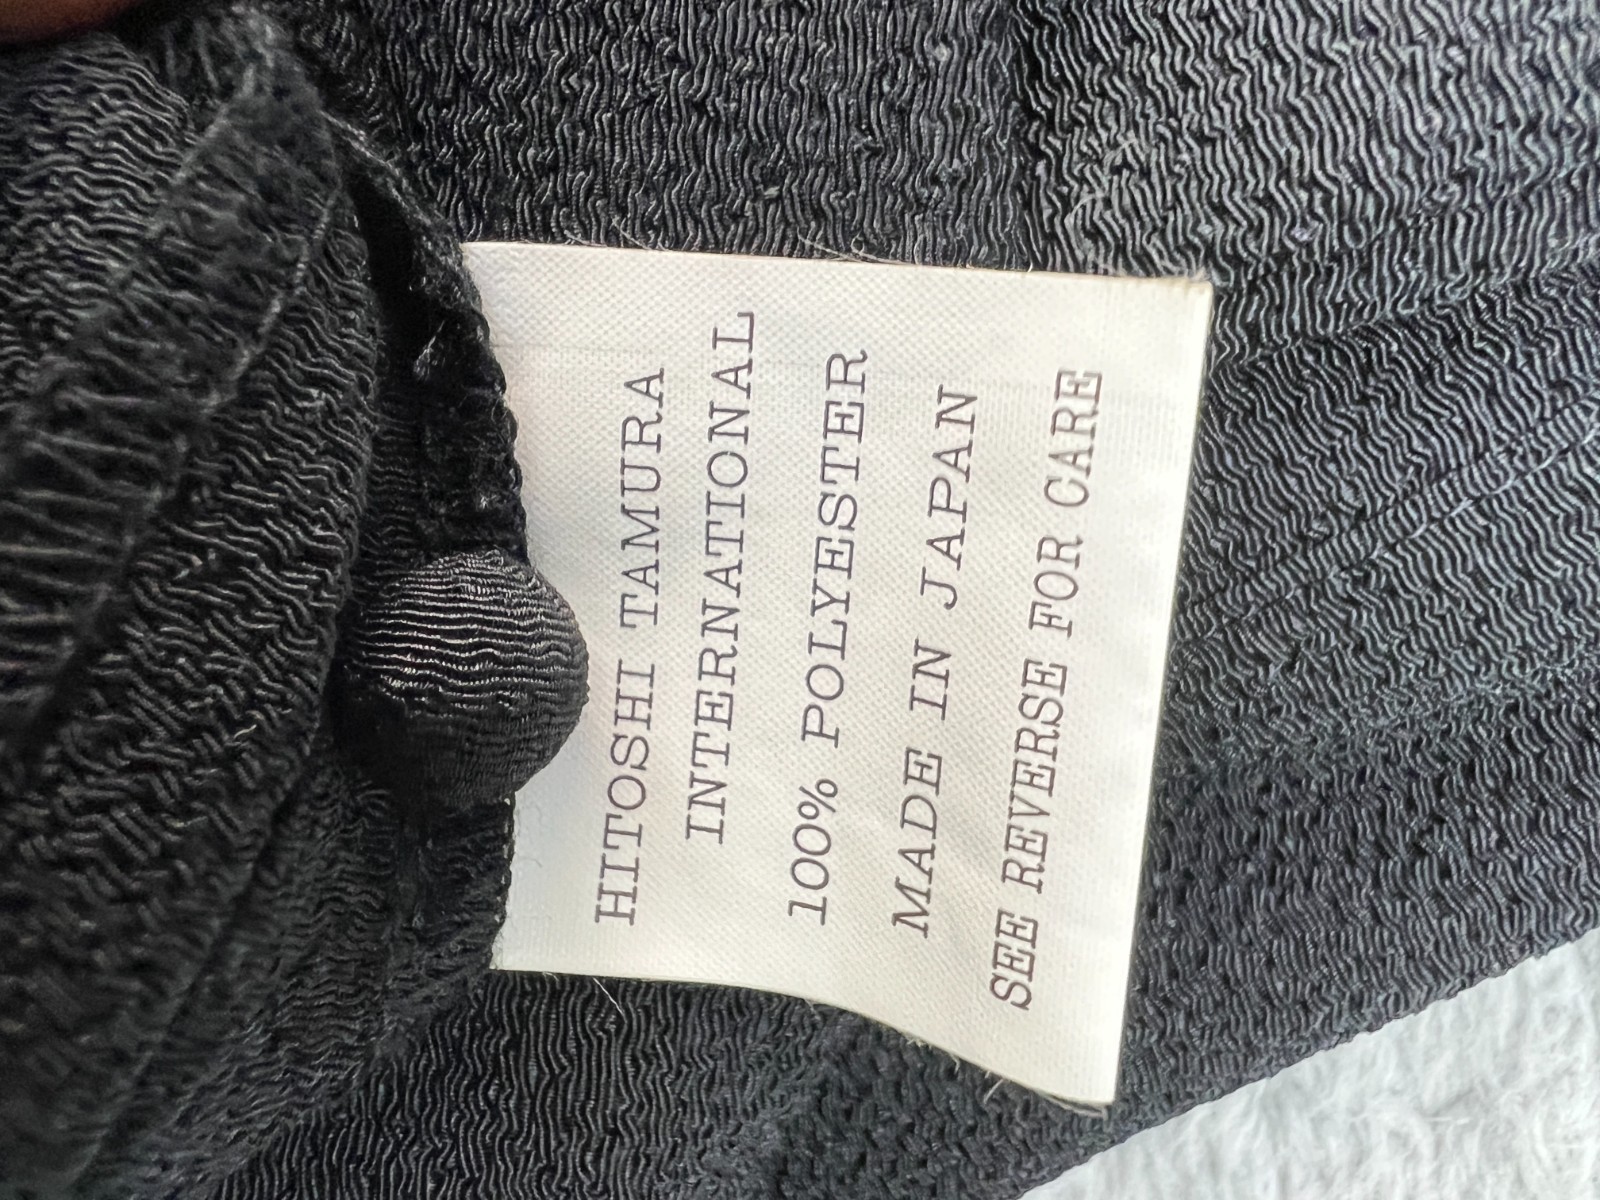 HITOSHI TAMURA
INTERNATIONAL
100% POLYESTER
MADE IN JAPAN
SEE REVERSE FOR CARE